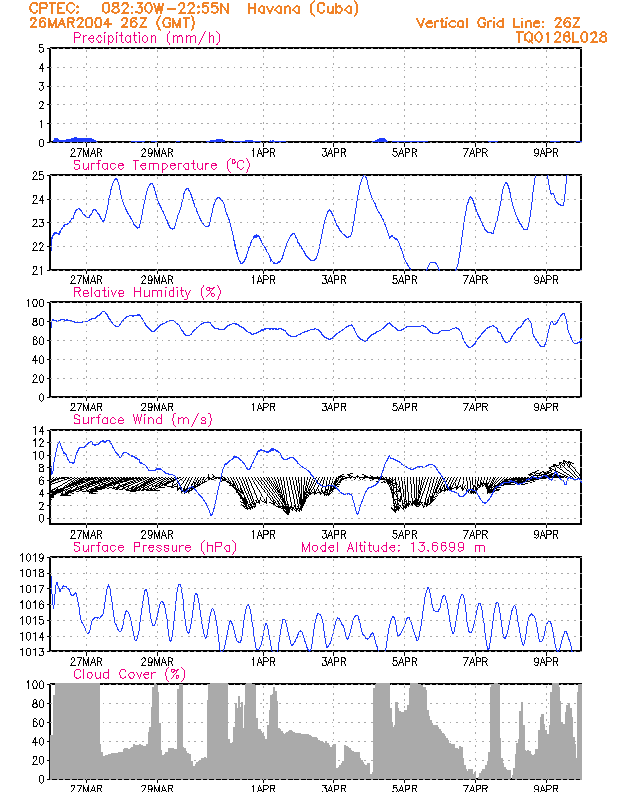 CPTEC: 082:30W-22:55N Havana (Cuba)
26MAR2004 26Z (GMT) Vertical Grid Line: 26Z
Precipitation (mm/h) TQ0126L028
5
4
3
2
1
0
27MAR 29MAR 1APR 3APR 5APR 7APR 9APR
Surface Temperature (°C)
25
24
23
22
21
27MAR 29MAR 1APR 3APR 5APR 7APR 9APR
Relative Humidity (%)
100
80
60
40
20
0
27MAR 29MAR 1APR 3APR 5APR 7APR 9APR
Surface Wind (m/s)
14
12
10
8
6
4
2
0
27MAR 29MAR 1APR 3APR 5APR 7APR 9APR
Surface Pressure (hPa) Model Altitude: 13.6699 m
1019
1018
1017
1016
1015
1014
1013
27MAR 29MAR 1APR 3APR 5APR 7APR 9APR
Cloud Cover (%)
100
80
60
40
20
0
27MAR 29MAR 1APR 3APR 5APR 7APR 9APR